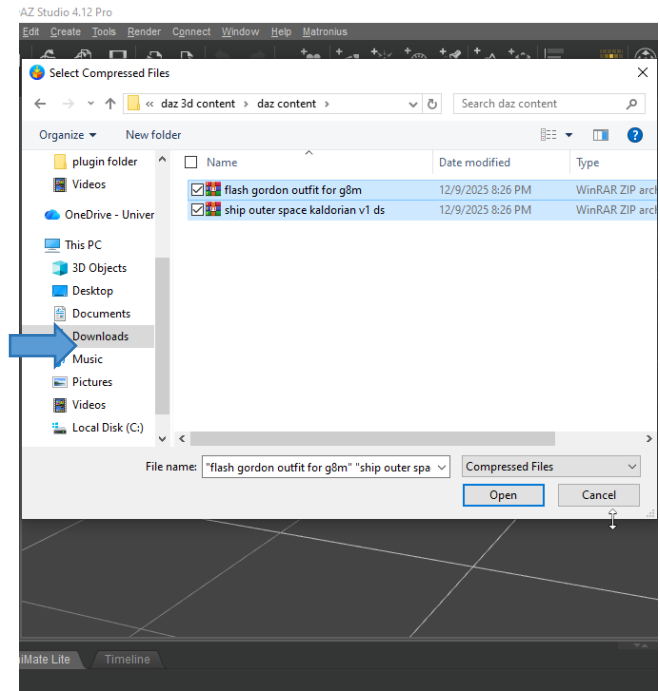 AZ Studio 4.12 Pro
Edit Create Tools Render Connect Window Help Matronius
Select Compressed Files
« daz 3d content › daz content ›
Search daz content
Organize
New folder
plugin folder
Videos
OneDrive - Univer
This PC
3D Objects
Desktop
Documents
Downloads
Music
Pictures
Videos
Local Disk (C:)
Name Date modified Type
flash gordon outfit for g8m 12/9/2025 8:26 PM WinRAR ZIP arch
ship outer space kaldorian v1 ds 12/9/2025 8:26 PM WinRAR ZIP arch
File name: "flash gordon outfit for g8m" "ship outer spa
Compressed Files
Open Cancel
niMate Lite Timeline